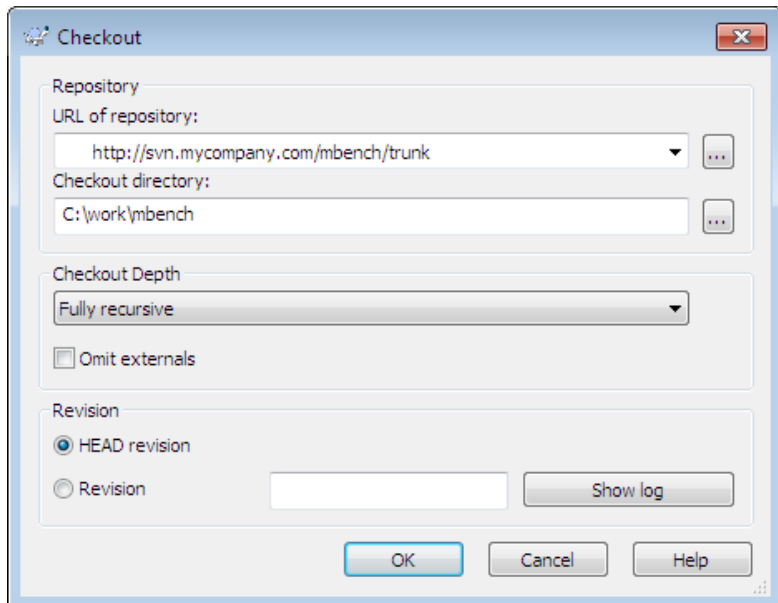 Checkout
Repository
URL of repository:
http://svn.mycompany.com/mbench/trunk
...
Checkout directory:
C:\work\mbench
...
Checkout Depth
Fully recursive
Omit externals
Revision
HEAD revision
Revision
Show log
OK
Cancel
Help